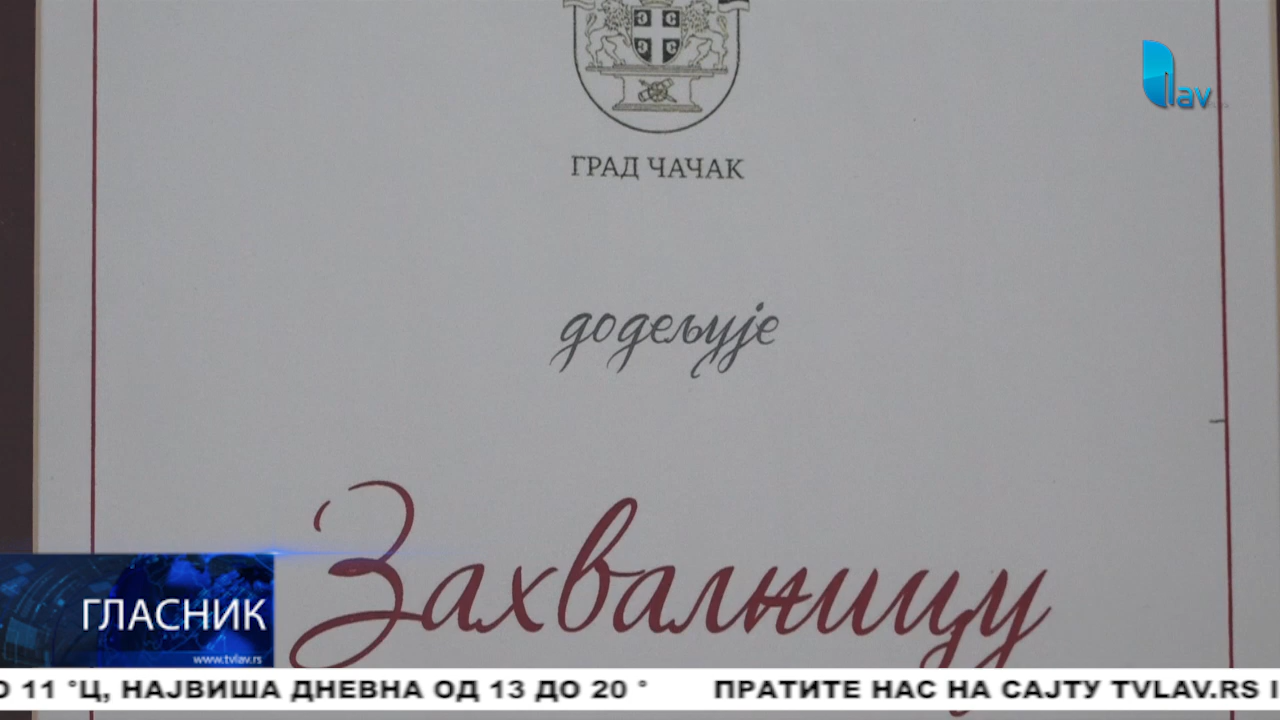 lav
ГРАД ЧАЧАК
додељује
Захвалницу
ГЛАСНИК
www.tvlav.rs
11 °Ц, НАЈВИША ДНЕВНА ОД 13 ДО 20 ° ПРАТИТЕ НАС НА САЈТУ TVLAV.RS